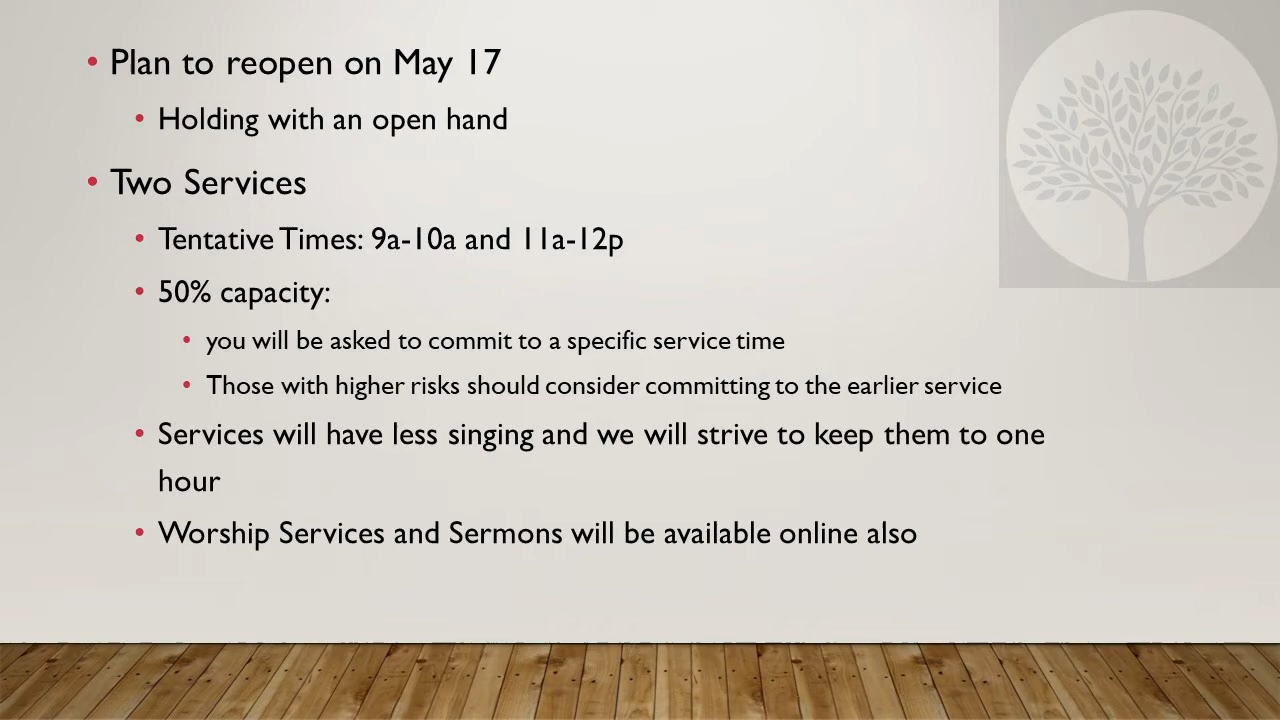 • Plan to reopen on May 17
• Holding with an open hand
• Two Services
• Tentative Times: 9a-10a and 11a-12p
• 50% capacity:
• you will be asked to commit to a specific service time
• Those with higher risks should consider committing to the earlier service
• Services will have less singing and we will strive to keep them to one
hour
• Worship Services and Sermons will be available online also